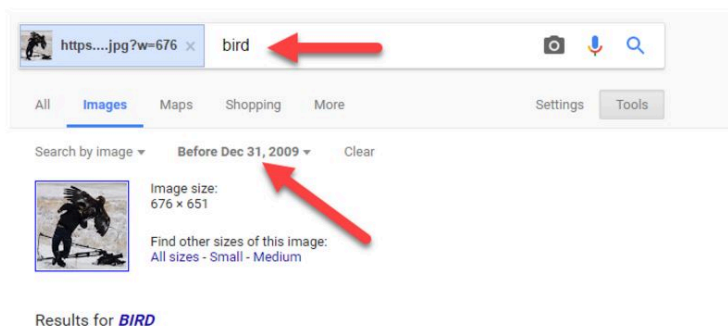 https....jpg?w=676 × bird
All Images Maps Shopping More Settings Tools
Search by image Before Dec 31, 2009 Clear
Image size:
676 × 651
Find other sizes of this image:
All sizes - Small - Medium
Results for BIRD